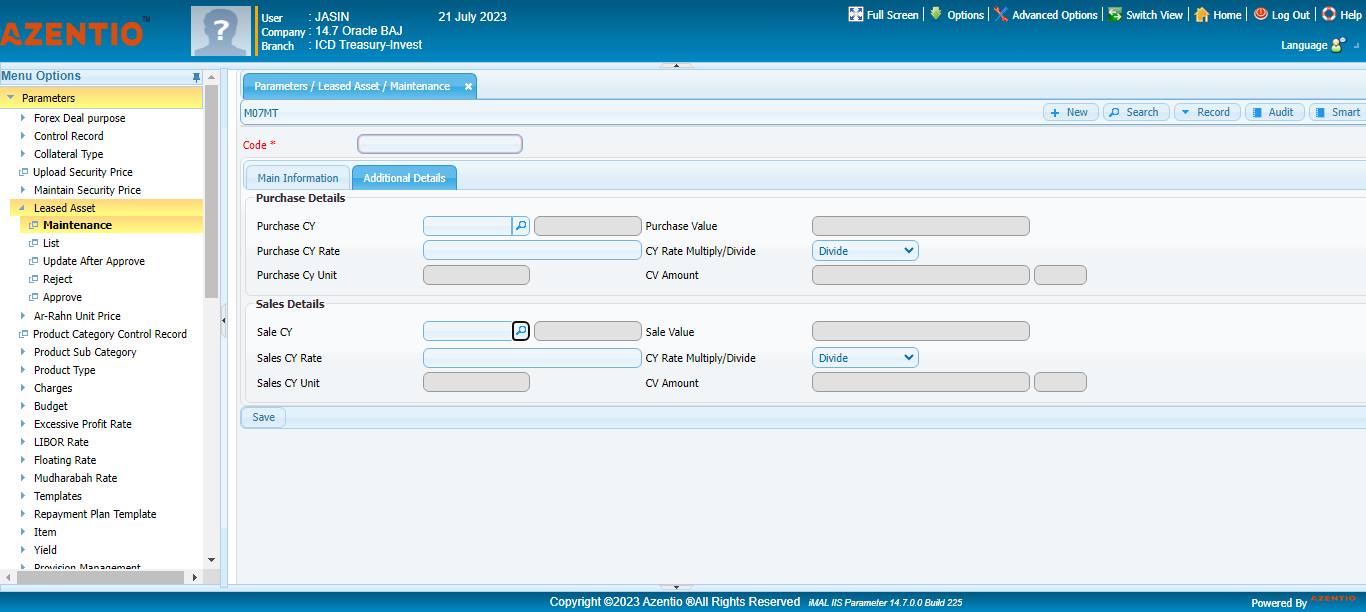 AZENTIO™
?
User : JASIN 21 July 2023
Company : 14.7 Oracle BAJ
Branch : ICD Treasury-Invest
Full Screen Options Advanced Options Switch View Home Log Out Help
Language
Menu Options
Parameters
Forex Deal purpose
Control Record
Collateral Type
Upload Security Price
Maintain Security Price
Leased Asset
Maintenance
List
Update After Approve
Reject
Approve
Ar-Rahn Unit Price
Product Category Control Record
Product Sub Category
Product Type
Charges
Budget
Excessive Profit Rate
LIBOR Rate
Floating Rate
Mudharabah Rate
Templates
Repayment Plan Template
Item
Yield
Provision Management
Parameters / Leased Asset / Maintenance ×
M07MT
New Search Record Audit Smart
Code *
Main Information Additional Details
Purchase Details
Purchase CY Purchase Value
Purchase CY Rate CY Rate Multiply/Divide Divide
Purchase Cy Unit CV Amount
Sales Details
Sale CY Sale Value
Sales CY Rate CY Rate Multiply/Divide Divide
Sales CY Unit CV Amount
Save
Copyright ©2023 Azentio ®All Rights Reserved iMAL IIS Parameter 14.7.0.0 Build 225
Powered By AZENTIO